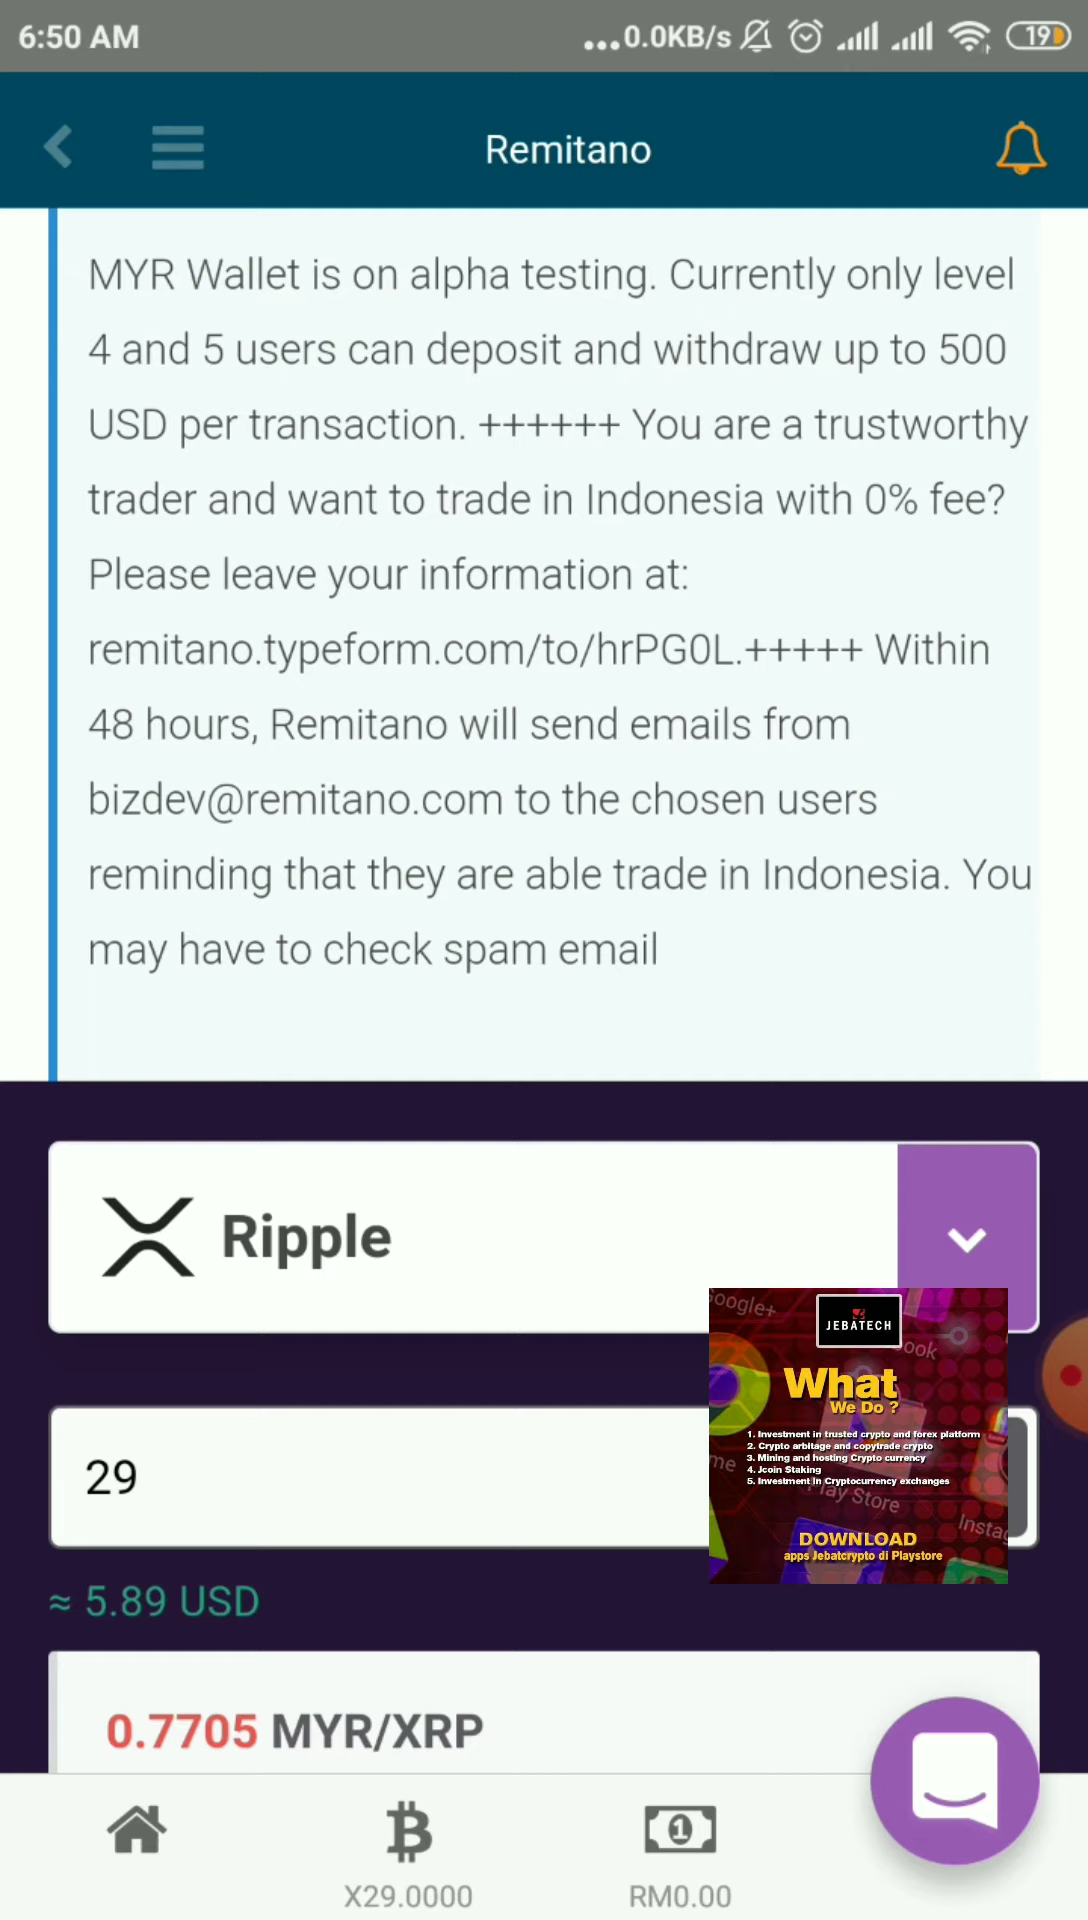 6:50 AM
...0.0KB/s
19
Remitano
MYR Wallet is on alpha testing. Currently only level
4 and 5 users can deposit and withdraw up to 500
USD per transaction. ++++++ You are a trustworthy
trader and want to trade in Indonesia with 0% fee?
Please leave your information at:
remitano.typeform.com/to/hrPG0L.+++++ Within
48 hours, Remitano will send emails from
bizdev@remitano.com to the chosen users
reminding that they are able trade in Indonesia. You
may have to check spam email
Ripple
oogle+
JEBATECH
ook
What
We Do ?
1. Investment in trusted crypto and forex platform
2. Crypto arbitage and copytrade crypto
me
3. Mining and hosting Crypto currency
4. Jcoin Staking
5. Investment in Cryptocurrency exchanges
lay Store
Insta
DOWNLOAD
apps Jebatcrypto di Playstore
29
≈ 5.89 USD
0.7705 MYR/XRP
1
X29.0000
RM0.00